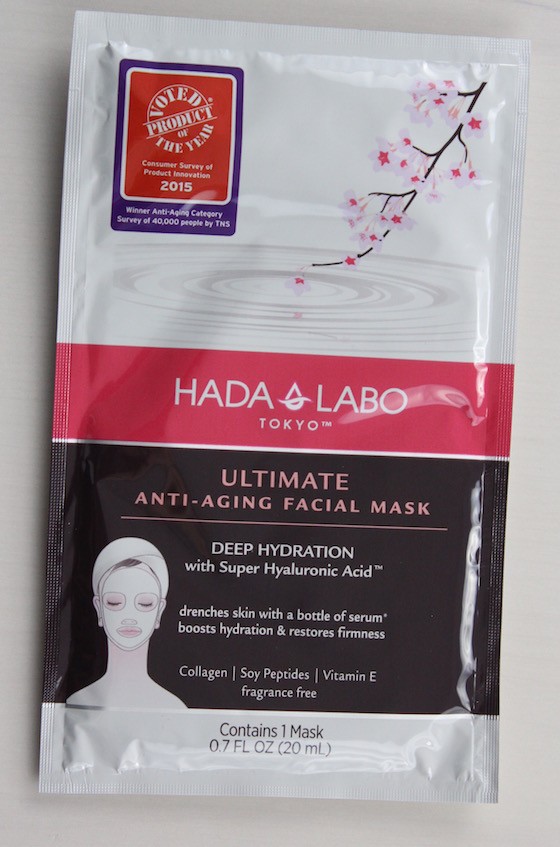 VOTED
PRODUCT
OF
THE YEAR
Consumer Survey of
Product Innovation
2015
Winner Anti-Aging Category
Survey of 40,000 people by TNS
HADA LABO
TOKYO™
ULTIMATE
ANTI-AGING FACIAL MASK
DEEP HYDRATION
with Super Hyaluronic Acid™
drenches skin with a bottle of serum*
boosts hydration & restores firmness
Collagen | Soy Peptides | Vitamin E
fragrance free
Contains 1 Mask
0.7 FL OZ (20 mL)